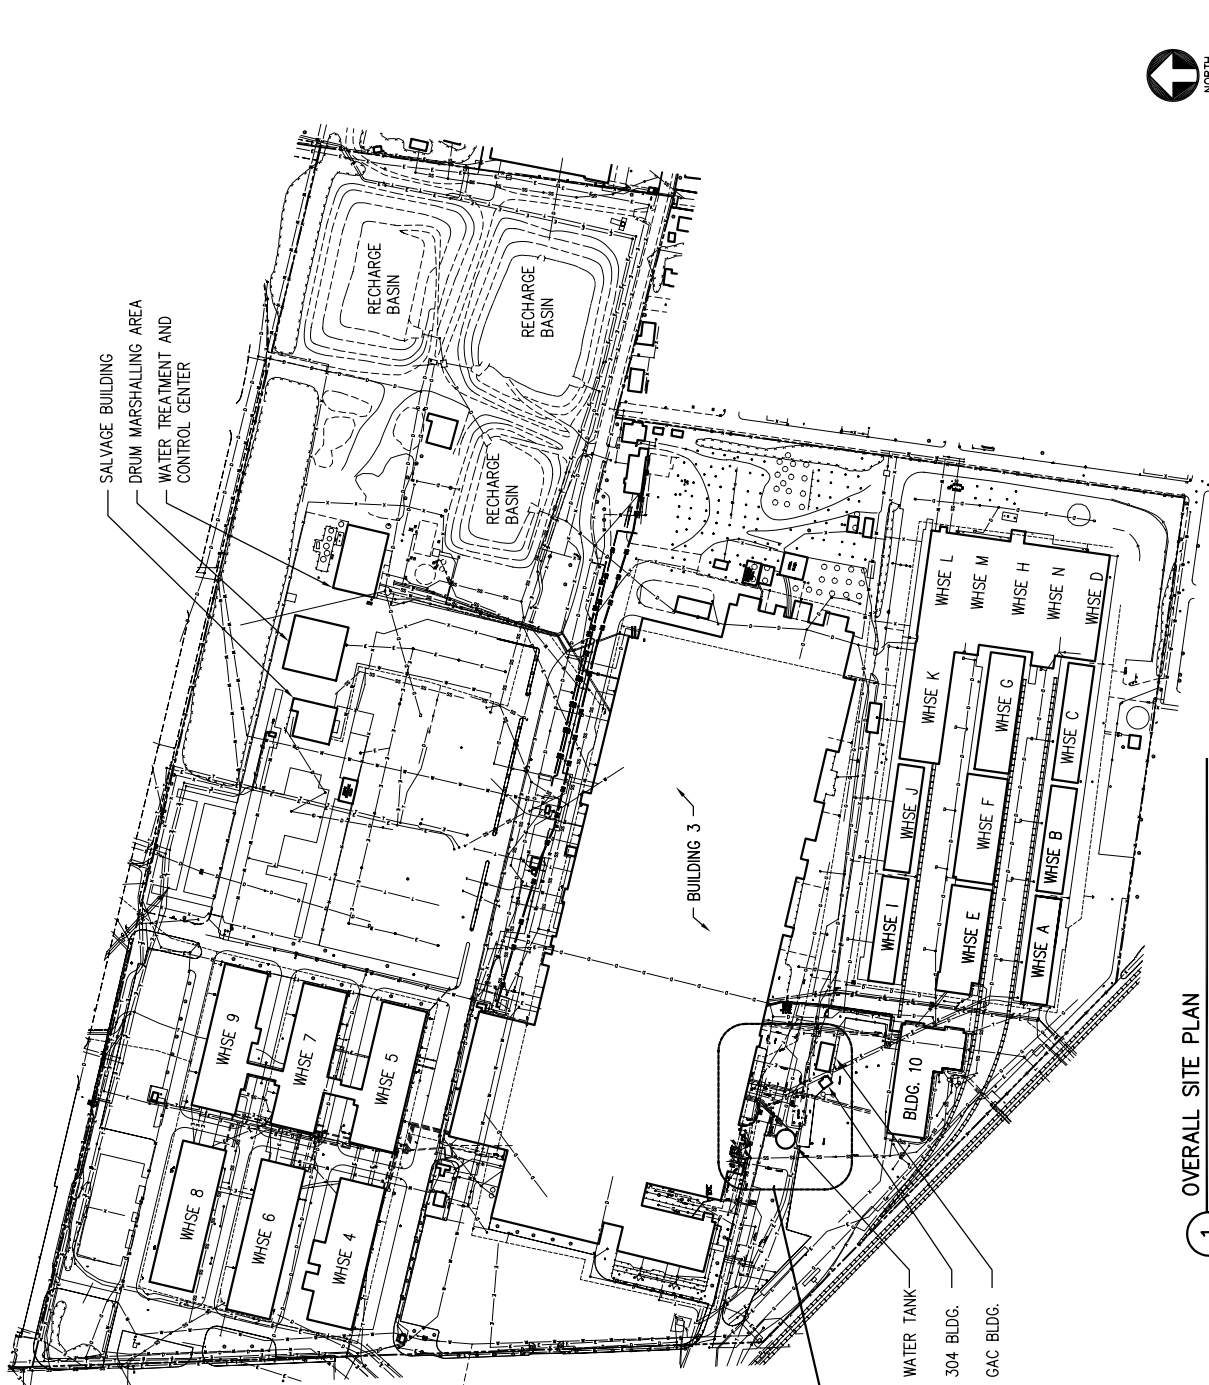 NORTH
SALVAGE BUILDING
DRUM MARSHALLING AREA
WATER TREATMENT AND
CONTROL CENTER
RECHARGE
BASIN
RECHARGE
BASIN
RECHARGE
BASIN
WHSE 9
WHSE 7
WHSE 5
WHSE 8
WHSE 6
WHSE 4
BUILDING 3
WHSE L
WHSE M
WHSE H
WHSE N
WHSE D
WHSE K
WHSE G
WHSE C
WHSE J
WHSE F
WHSE B
WHSE I
WHSE E
WHSE A
BLDG. 10
WATER TANK
304 BLDG.
GAC BLDG.
1
OVERALL SITE PLAN